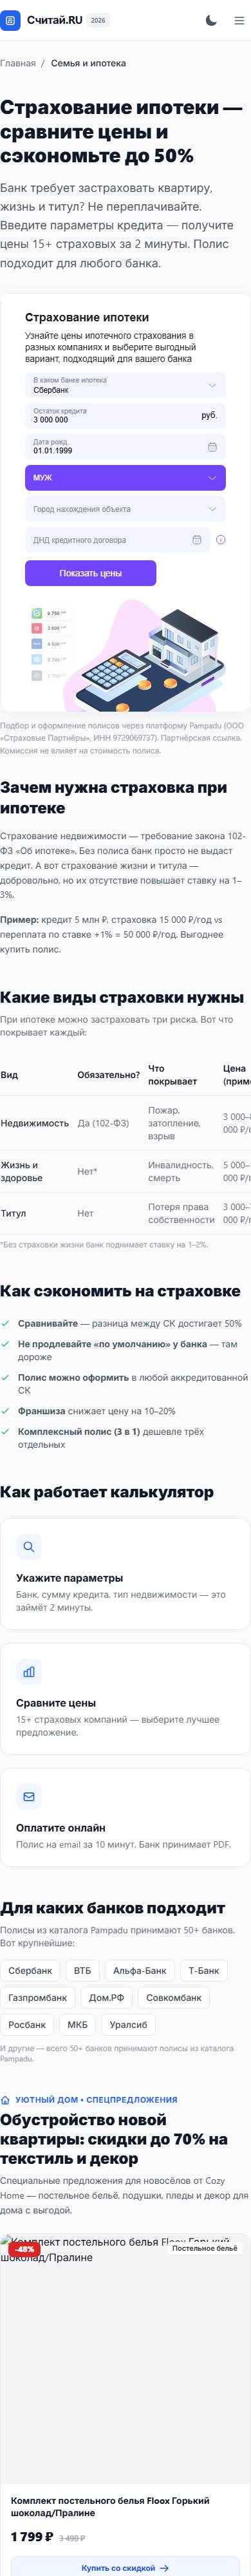 Считай.RU 2026
Главная / Семья и ипотека
Страхование ипотеки —
сравните цены и
сэкономьте до 50%
Банк требует застраховать квартиру,
жизнь и титул? Не переплачивайте.
Введите параметры кредита — получите
цены 15+ страховых за 2 минуты. Полис
подходит для любого банка.
Страхование ипотеки
Узнайте цены ипотечного страхования в
разных компаниях и выберите выгодный
вариант, подходящий для вашего банка
В каком банке ипотека
Сбербанк
Остаток кредита
3 000 000 руб.
Дата рожд.
01.01.1999
МУЖ
Город нахождения объекта
ДНД кредитного договора
Показать цены
Подбор и оформление полисов через платформу Pampadu (ООО
«Страховые Партнёры», ИНН 9729069737). Партнёрская ссылка.
Комиссия не влияет на стоимость полиса.
Зачем нужна страховка при
ипотеке
Страхование недвижимости — требование закона 102-
ФЗ «Об ипотеке». Без полиса банк просто не выдаст
кредит. А вот страхование жизни и титула —
добровольно, но их отсутствие повышает ставку на 1–
3%.
Пример: кредит 5 млн ₽, страховка 15 000 ₽/год vs
переплата по ставке +1% = 50 000 ₽/год. Выгоднее
купить полис.
Какие виды страховки нужны
При ипотеке можно застраховать три риска. Вот что
покрывает каждый:
Вид Обязательно? Что покрывает Цена
Недвижимость Да (102-ФЗ) Пожар, затопление, взрыв
Жизнь и здоровье Нет* Инвалидность, смерть
Титул Нет Потеря права собственности
*Без страховки жизни банк поднимает ставку на 1–2%.
Как сэкономить на страховке
Сравнивайте — разница между СК достигает 50%
Не продлевайте «по умолчанию» у банка — там
дороже
Полис можно оформить в любой аккредитованной
СК
Франшиза снижает цену на 10–20%
Комплексный полис (3 в 1) дешевле трёх
отдельных
Как работает калькулятор
Укажите параметры
Банк, сумму кредита, тип недвижимости — это
займёт 2 минуты.
Сравните цены
15+ страховых компаний — выберите лучшее
предложение.
Оплатите онлайн
Полис на email за 10 минут. Банк принимает PDF.
Для каких банков подходит
Полисы из каталога Pampadu принимают 50+ банков.
Вот крупнейшие:
Сбербанк ВТБ Альфа-Банк Т-Банк
Газпромбанк Дом.РФ Совкомбанк
Росбанк МКБ Уралсиб
И другие — всего 50+ банков принимают полисы из каталога
Pampadu.
УЮТНЫЙ ДОМ • СПЕЦПРЕДЛОЖЕНИЯ
Обустройство новой
квартиры: скидки до 70% на
текстиль и декор
Специальные предложения для новосёлов от Cozy
Home — постельное бельё, подушки, пледы и декор для
дома с выгодой.
Комплект постельного белья Floox Горький
шоколад/Пралине
-48%
Постельное бельё
Комплект постельного белья Floox Горький
шоколад/Пралине
1 799 ₽ 3 490 ₽
Купить со скидкой →